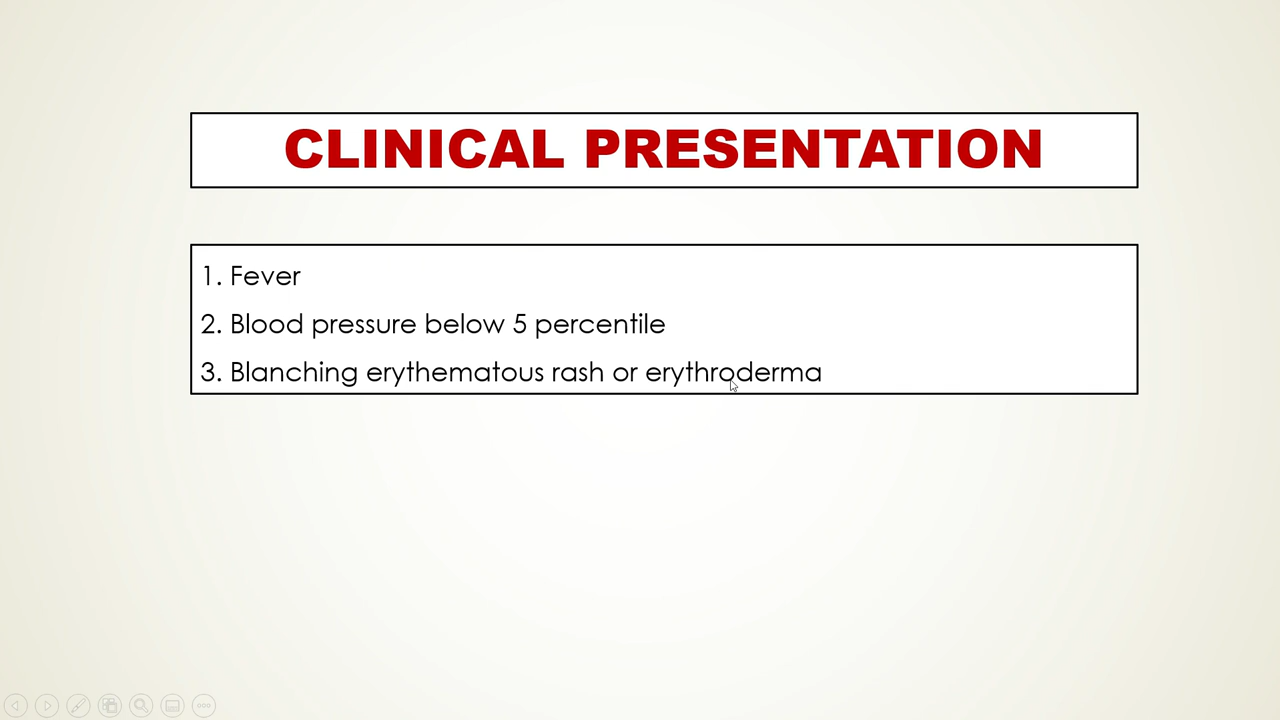 CLINICAL PRESENTATION
1. Fever
2. Blood pressure below 5 percentile
3. Blanching erythematous rash or erythroderma